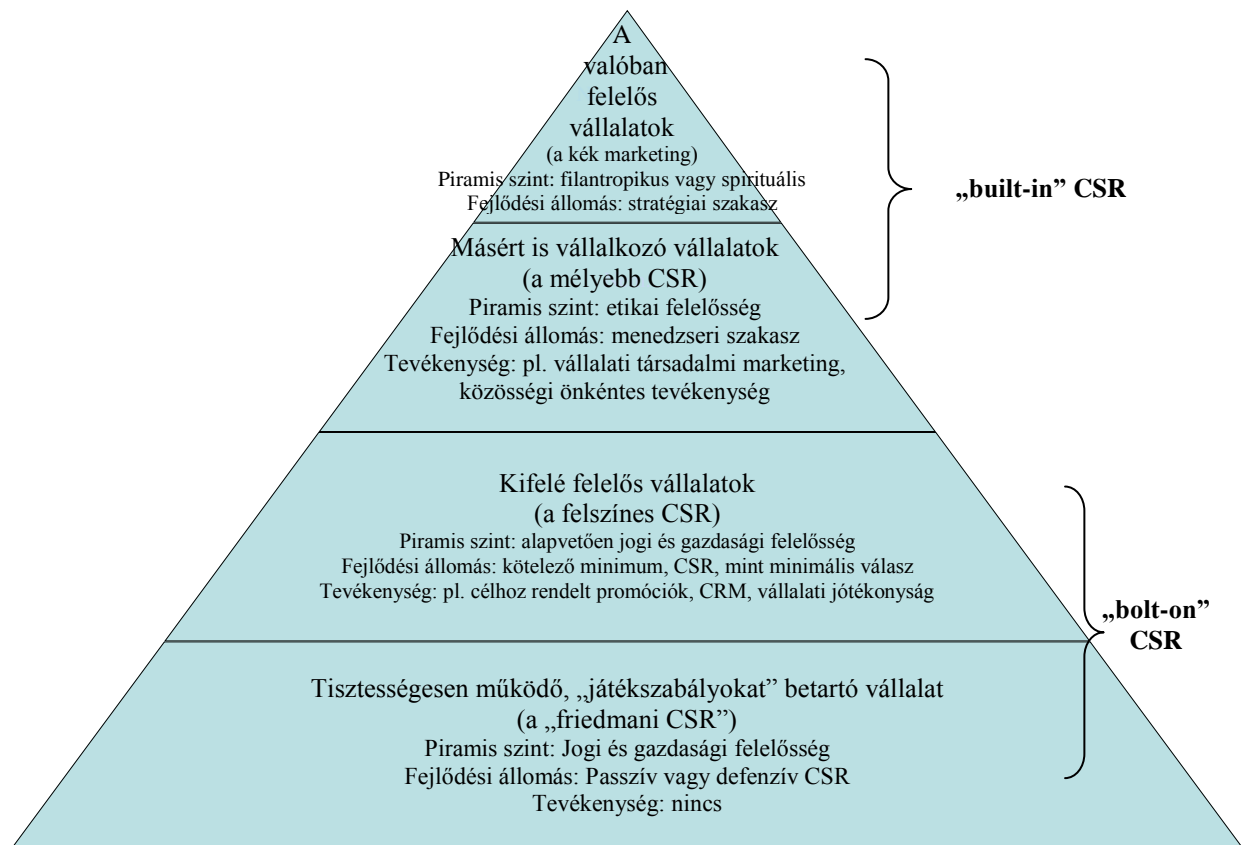 A
valóban
felelős
vállalatok
(a kék marketing)
Piramis szint: filantropikus vagy spirituális
Fejlődési állomás: stratégiai szakasz
„built-in” CSR
Másért is vállalkozó vállalatok
(a mélyebb CSR)
Piramis szint: etikai felelősség
Fejlődési állomás: menedzseri szakasz
Tevékenység: pl. vállalati társadalmi marketing,
közösségi önkéntes tevékenység
Kifelé felelős vállalatok
(a felszínes CSR)
Piramis szint: alapvetően jogi és gazdasági felelősség
Fejlődési állomás: kötelező minimum, CSR, mint minimális válasz
Tevékenység: pl. célhoz rendelt promóciók, CRM, vállalati jótékonyság
„bolt-on”
CSR
Tisztességesen működő, „játékszabályokat” betartó vállalat
(a „friedmani CSR”)
Piramis szint: Jogi és gazdasági felelősség
Fejlődési állomás: Passzív vagy defenzív CSR
Tevékenység: nincs